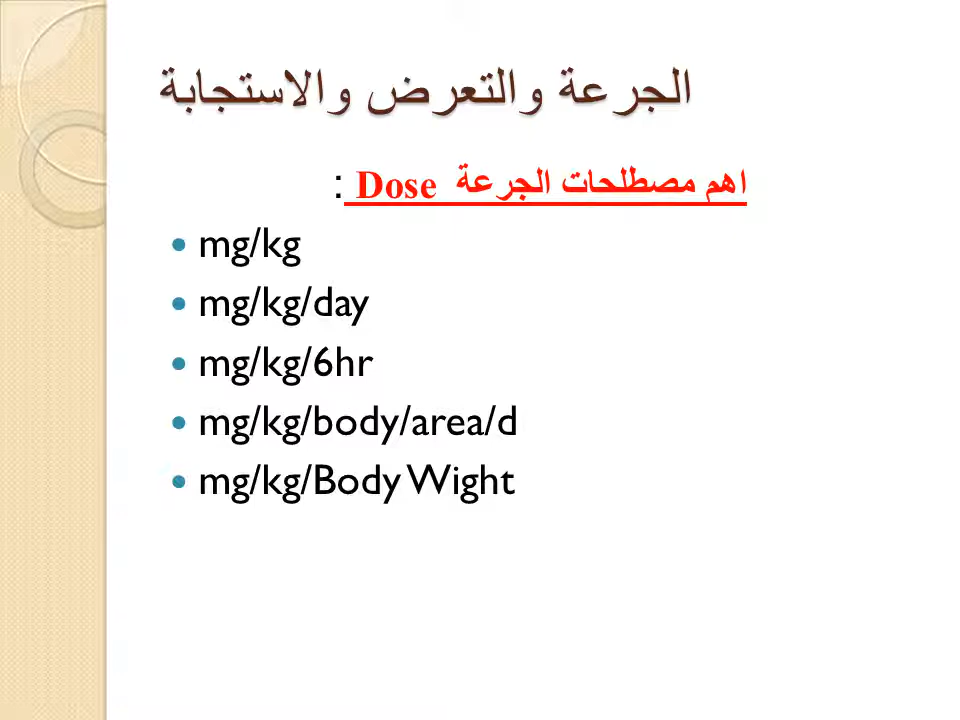 الجرعة والتعرض والاستجابة
اهم مصطلحات الجرعة Dose :
• mg/kg
• mg/kg/day
• mg/kg/6hr
• mg/kg/body/area/d
• mg/kg/Body Wight